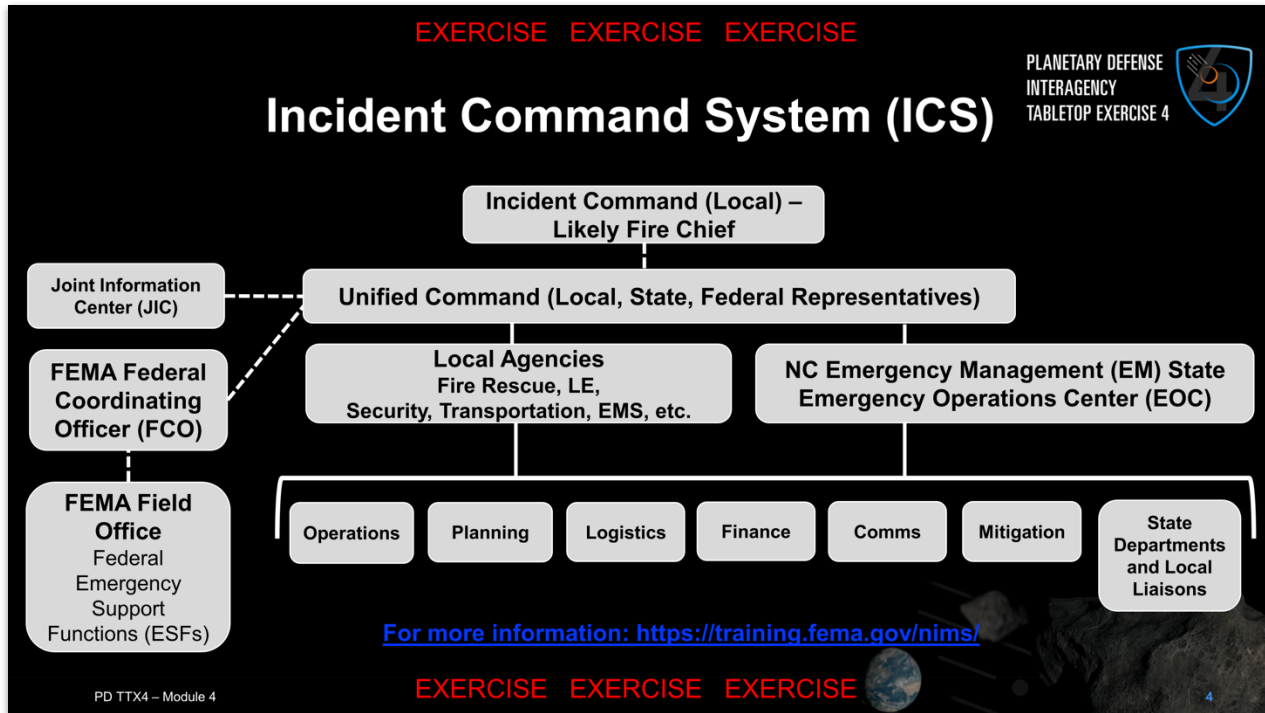 EXERCISE EXERCISE EXERCISE
PLANETARY DEFENSE
INTERAGENCY
TABLETOP EXERCISE 4
4
Incident Command System (ICS)
Incident Command (Local) –
Likely Fire Chief
Joint Information
Center (JIC)
Unified Command (Local, State, Federal Representatives)
FEMA Federal
Coordinating
Officer (FCO)
Local Agencies
Fire Rescue, LE,
Security, Transportation, EMS, etc.
NC Emergency Management (EM) State
Emergency Operations Center (EOC)
FEMA Field
Office
Federal
Emergency
Support
Functions (ESFs)
Operations
Planning
Logistics
Finance
Comms
Mitigation
State
Departments
and Local
Liaisons
For more information: https://training.fema.gov/nims/
PD TTX4 – Module 4
EXERCISE EXERCISE EXERCISE
4